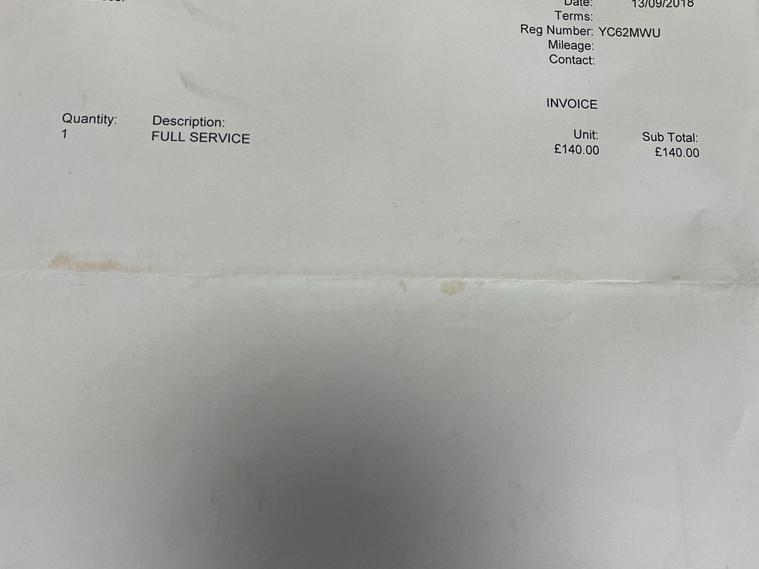 Date: 13/09/2018
Terms:
Reg Number: YC62MWU
Mileage:
Contact:
INVOICE
Quantity: Description: Unit: Sub Total:
1 FULL SERVICE £140.00 £140.00